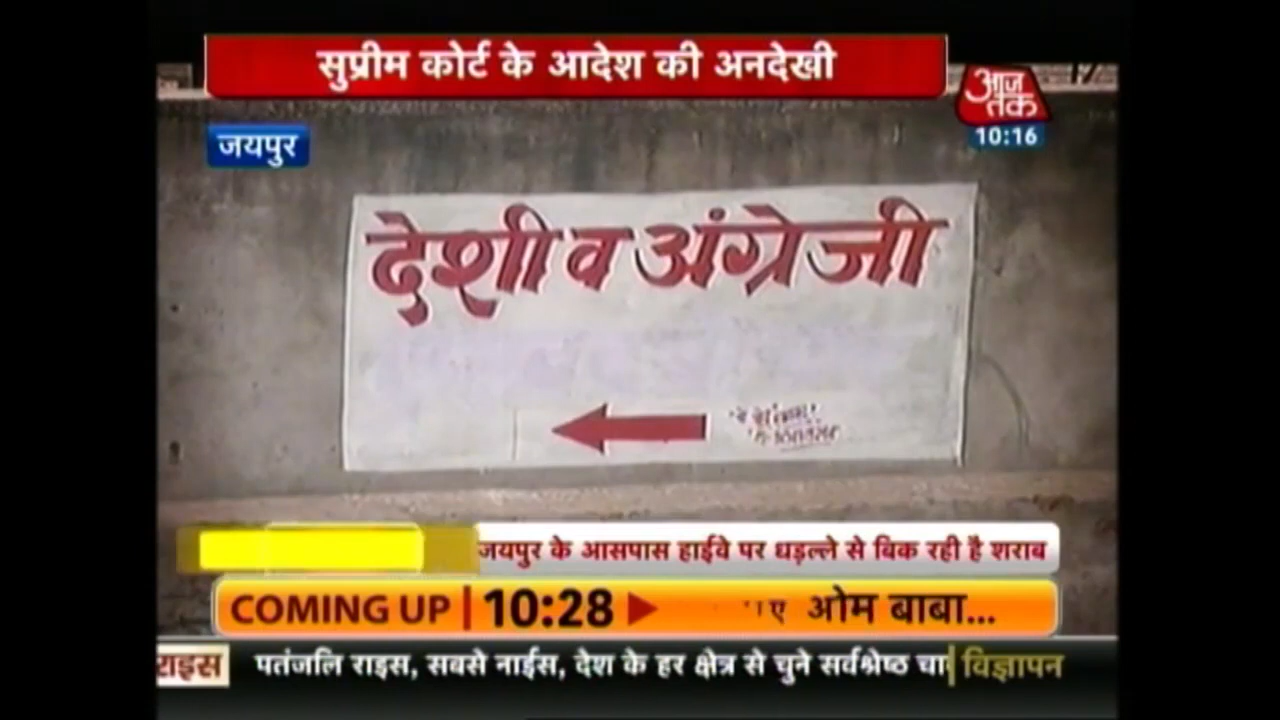 सुप्रीम कोर्ट के आदेश की अनदेखी
आज
तक
10:16
जयपुर
देशी व अंग्रेजी
जयपुर के आसपास हाईवे पर धड़ल्ले से बिक रही है शराब
COMING UP 10:28 ओम बाबा...
राइस पतंजलि राइस, सबसे नाईस, देश के हर क्षेत्र से चुने सर्वश्रेष्ठ चा विज्ञापन